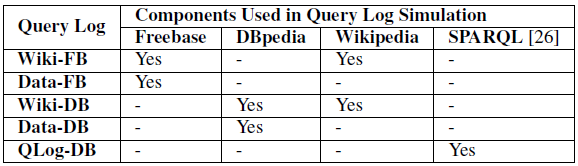 Query Log Components Used in Query Log Simulation
Freebase DBpedia Wikipedia SPARQL [26]
Wiki-FB Yes - Yes -
Data-FB Yes - - -
Wiki-DB - Yes Yes -
Data-DB - Yes - -
QLog-DB - - - Yes